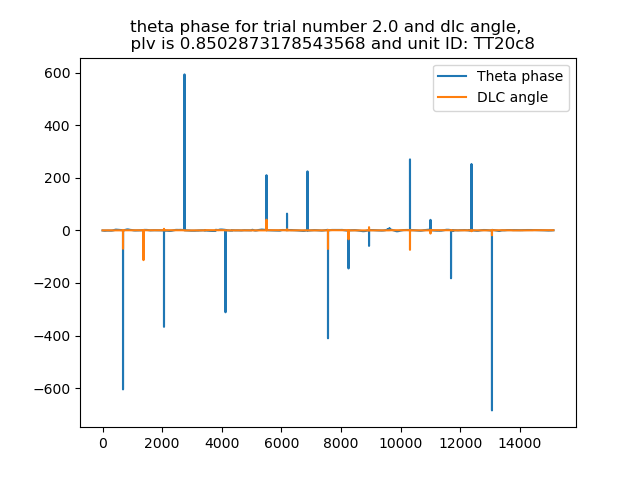 theta phase for trial number 2.0 and dlc angle,
plv is 0.8502873178543568 and unit ID: TT20c8
Theta phase
DLC angle
600
400
200
0
−200
−400
−600
0 2000 4000 6000 8000 10000 12000 14000